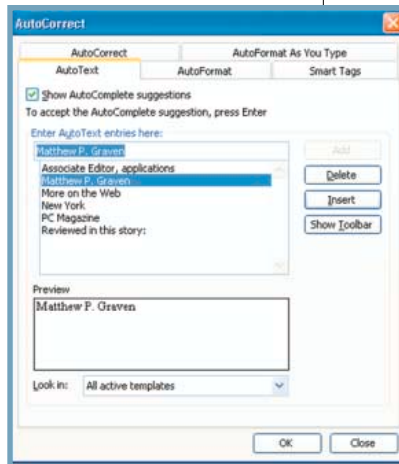 AutoCorrect
AutoCorrect
AutoFormat As You Type
AutoText
AutoFormat
Smart Tags
Show AutoComplete suggestions
To accept the AutoComplete suggestion, press Enter
Enter AutoText entries here:
Matthew P. Graven
Add
Associate Editor, applications
Matthew P. Graven
More on the Web
New York
PC Magazine
Reviewed in this story:
Delete
Insert
Show Toolbar
Preview
Matthew P. Graven
Look in:
All active templates
OK
Close